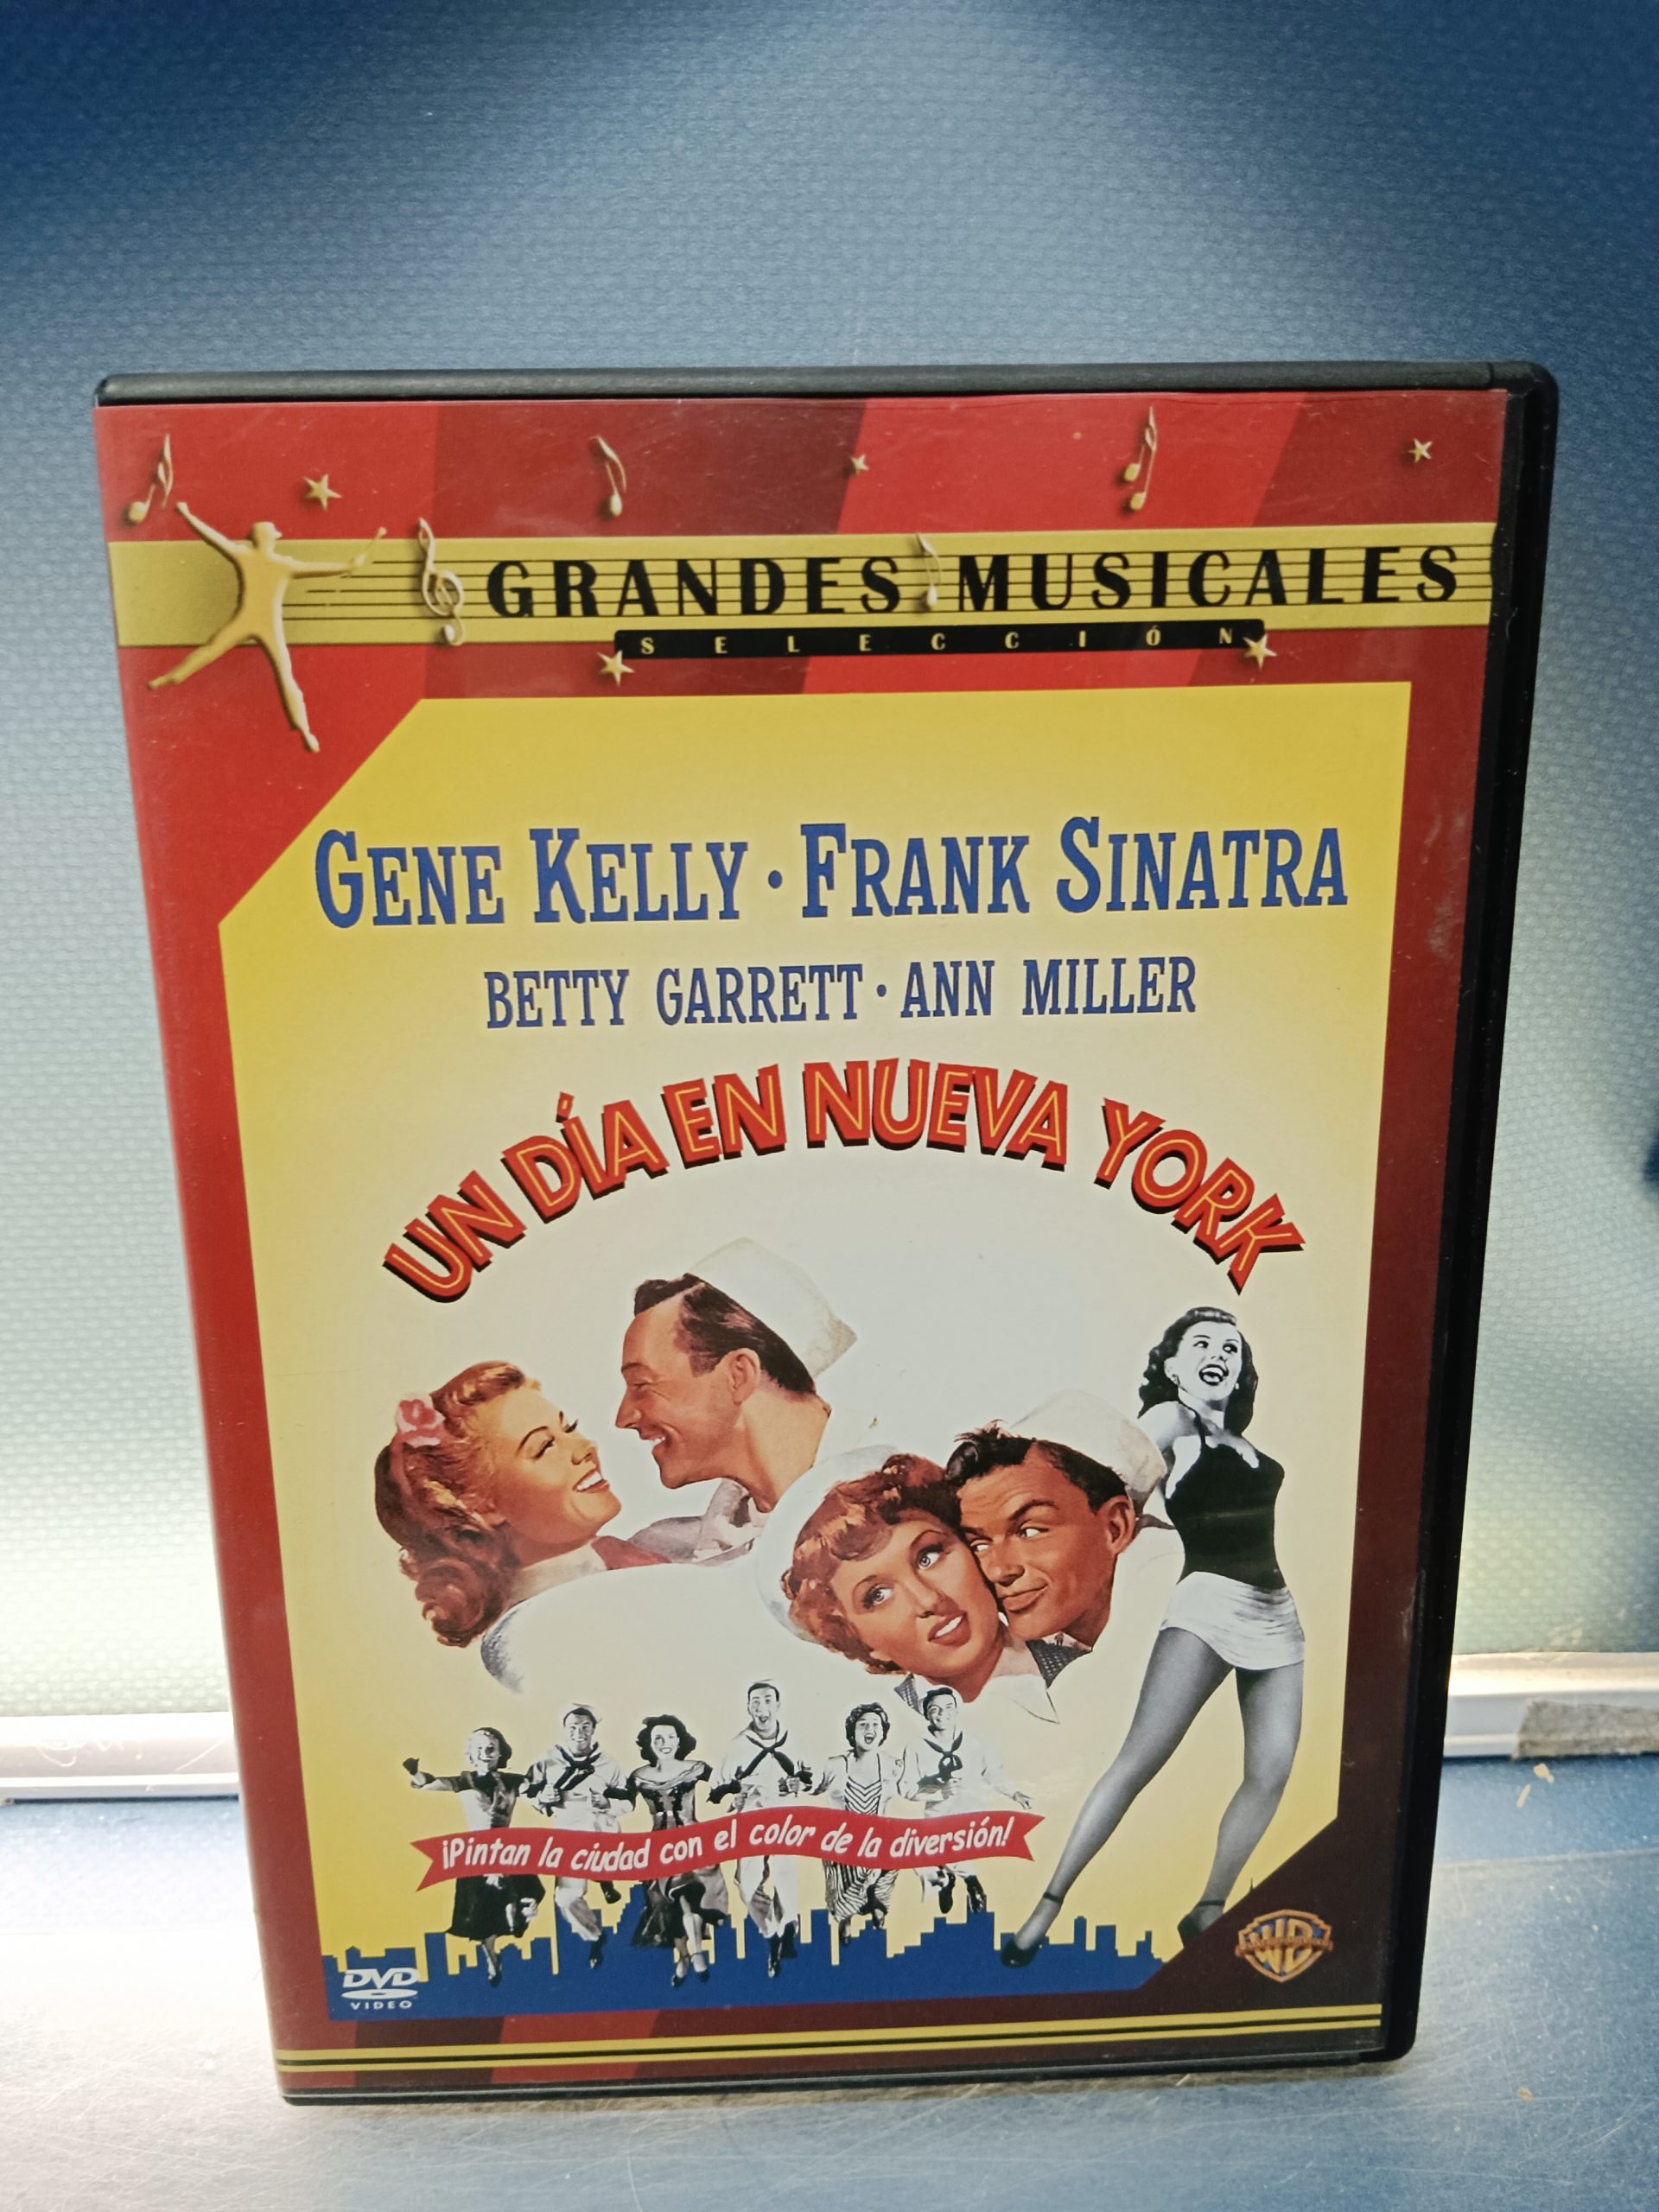 GRANDES MUSICALES
SELECCIÓN
GENE KELLY · FRANK SINATRA
BETTY GARRETT · ANN MILLER
UN DÍA EN NUEVA YORK
¡Pintan la ciudad con el color de la diversión!
DVD
VIDEO
WB